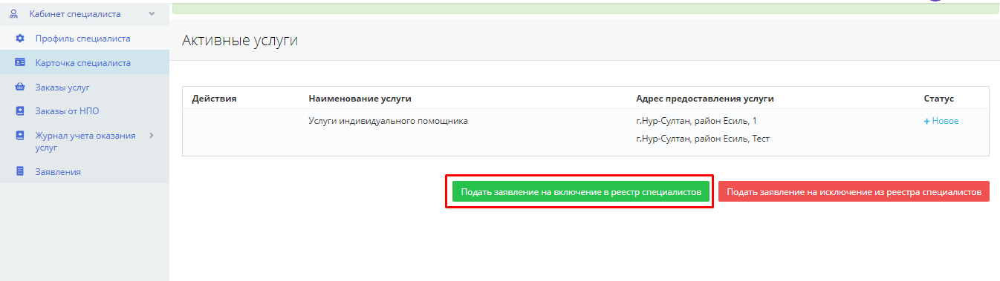 Кабинет специалиста
Профиль специалиста
Карточка специалиста
Заказы услуг
Заказы от НПО
Журнал учета оказания
услуг
Заявления
Активные услуги
Действия Наименование услуги Адрес предоставления услуги Статус
Услуги индивидуального помощника г.Нур-Султан, район Есиль, 1 + Новое
г.Нур-Султан, район Есиль, Тест
Подать заявление на включение в реестр специалистов Подать заявление на исключение из реестра специалистов